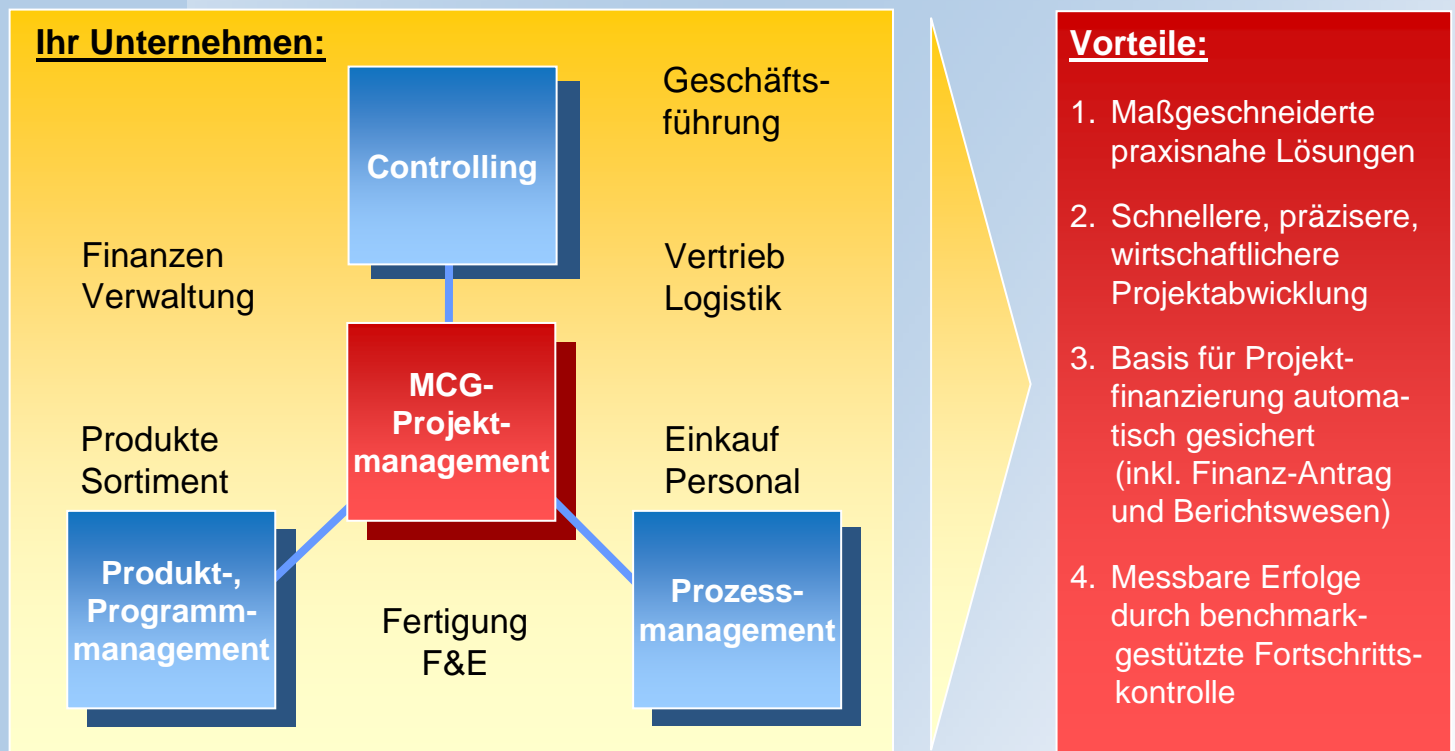 Ihr Unternehmen:
Controlling
Geschäfts-
führung
Finanzen
Verwaltung
Vertrieb
Logistik
MCG-
Projekt-
management
Produkte
Sortiment
Einkauf
Personal
Produkt-,
Programm-
management
Fertigung
F&E
Prozess-
management
Vorteile:
1. Maßgeschneiderte
praxisnahe Lösungen
2. Schnellere, präzisere,
wirtschaftlichere
Projektabwicklung
3. Basis für Projekt-
finanzierung automa-
tisch gesichert
(inkl. Finanz-Antrag
und Berichtswesen)
4. Messbare Erfolge
durch benchmark-
gestützte Fortschritts-
kontrolle